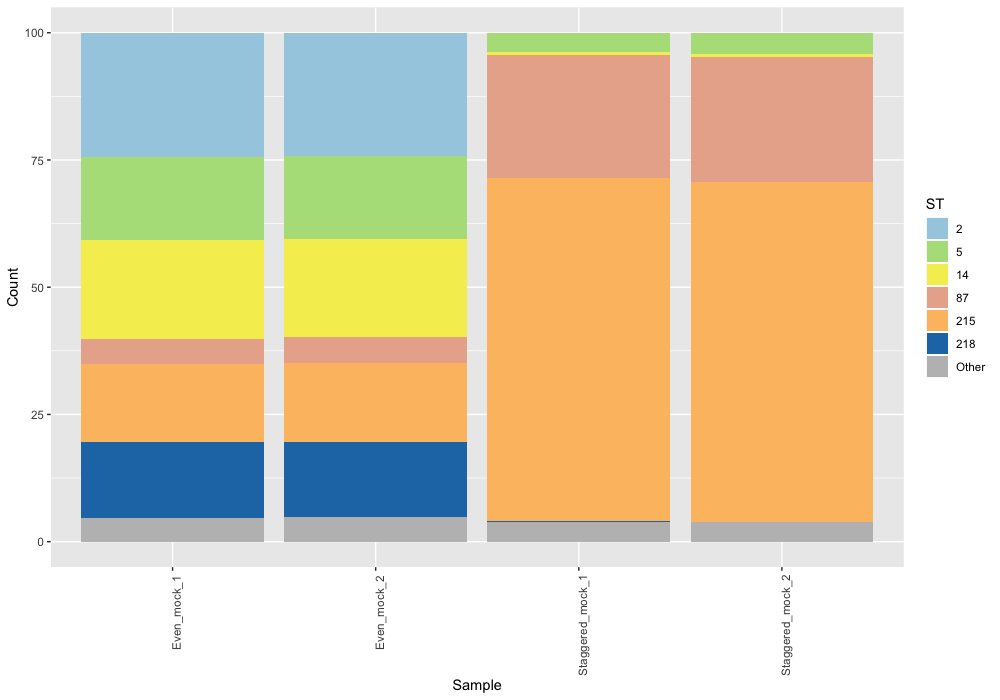 Count
100
75
50
25
0
Even_mock_1
Even_mock_2
Staggered_mock_1
Staggered_mock_2
Sample
ST
2
5
14
87
215
218
Other